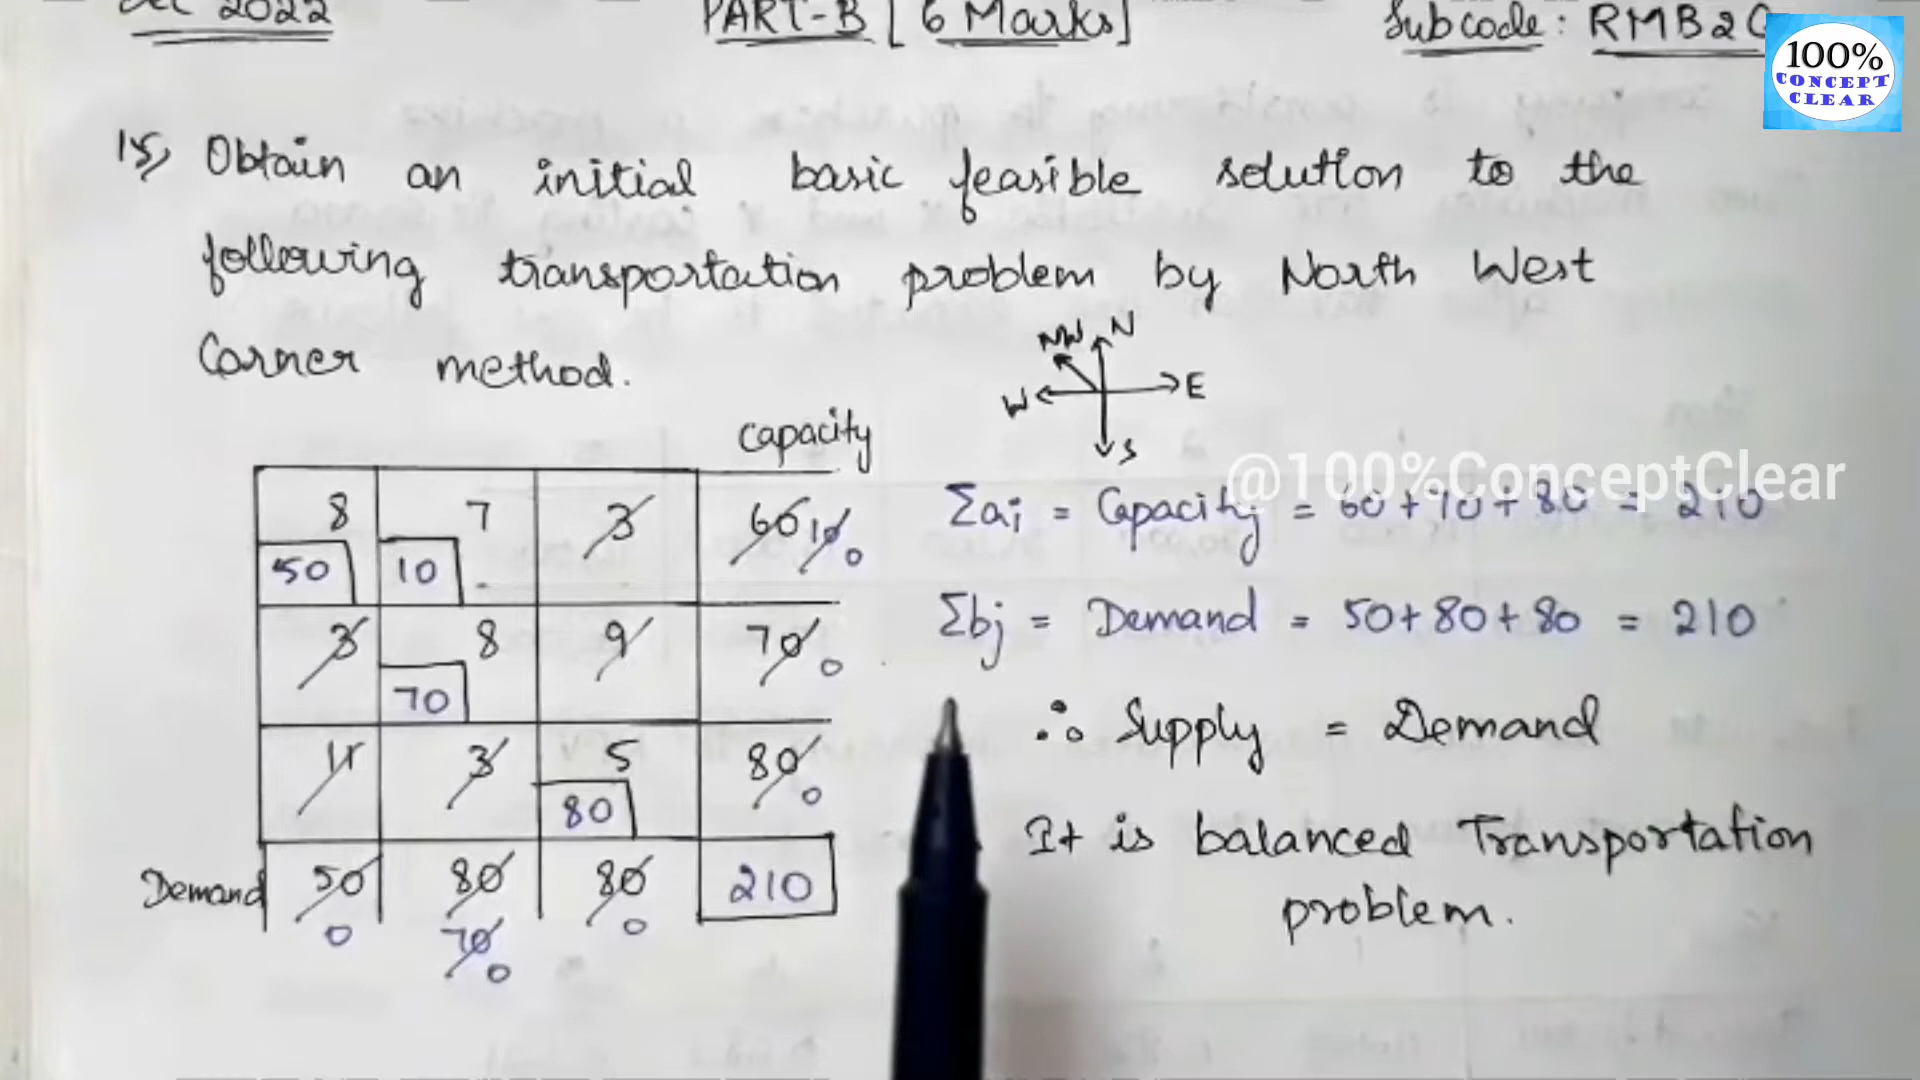 Dec 2022 PART-B [ 6 Marks] Subcode: RMB2C
100%
CONCEPT
CLEAR
15) Obtain an initial basic feasible solution to the
following transportation problem by North West
Corner method.
NW N
W E
S
capacity
@100%ConceptClear
8 7 3 60 10 0
50 10
Σai = Capacity = 60+70+80 = 210
3 8 9 70 0
70
Σbj = Demand = 50+80+80 = 210
∴ Supply = Demand
11 3 5 80 0
80
It is balanced Transportation
problem.
Demand 50 80 80 210
0 70 0
0